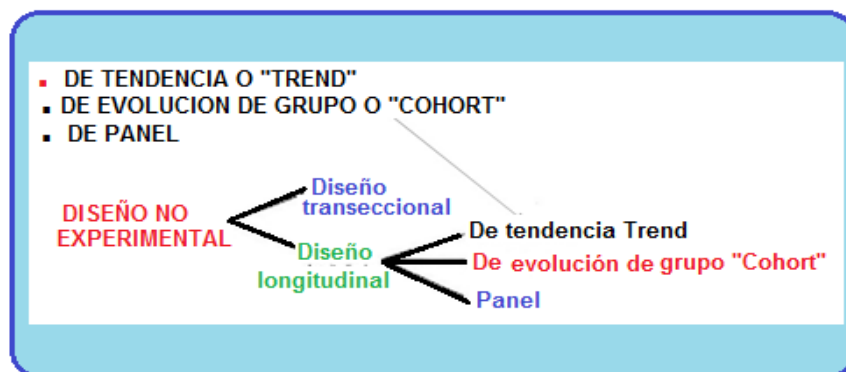 DE TENDENCIA O "TREND"
DE EVOLUCION DE GRUPO O "COHORT"
DE PANEL
Diseño
transeccional
DISEÑO NO
EXPERIMENTAL
De tendencia Trend
Diseño
longitudinal
De evolución de grupo "Cohort"
Panel